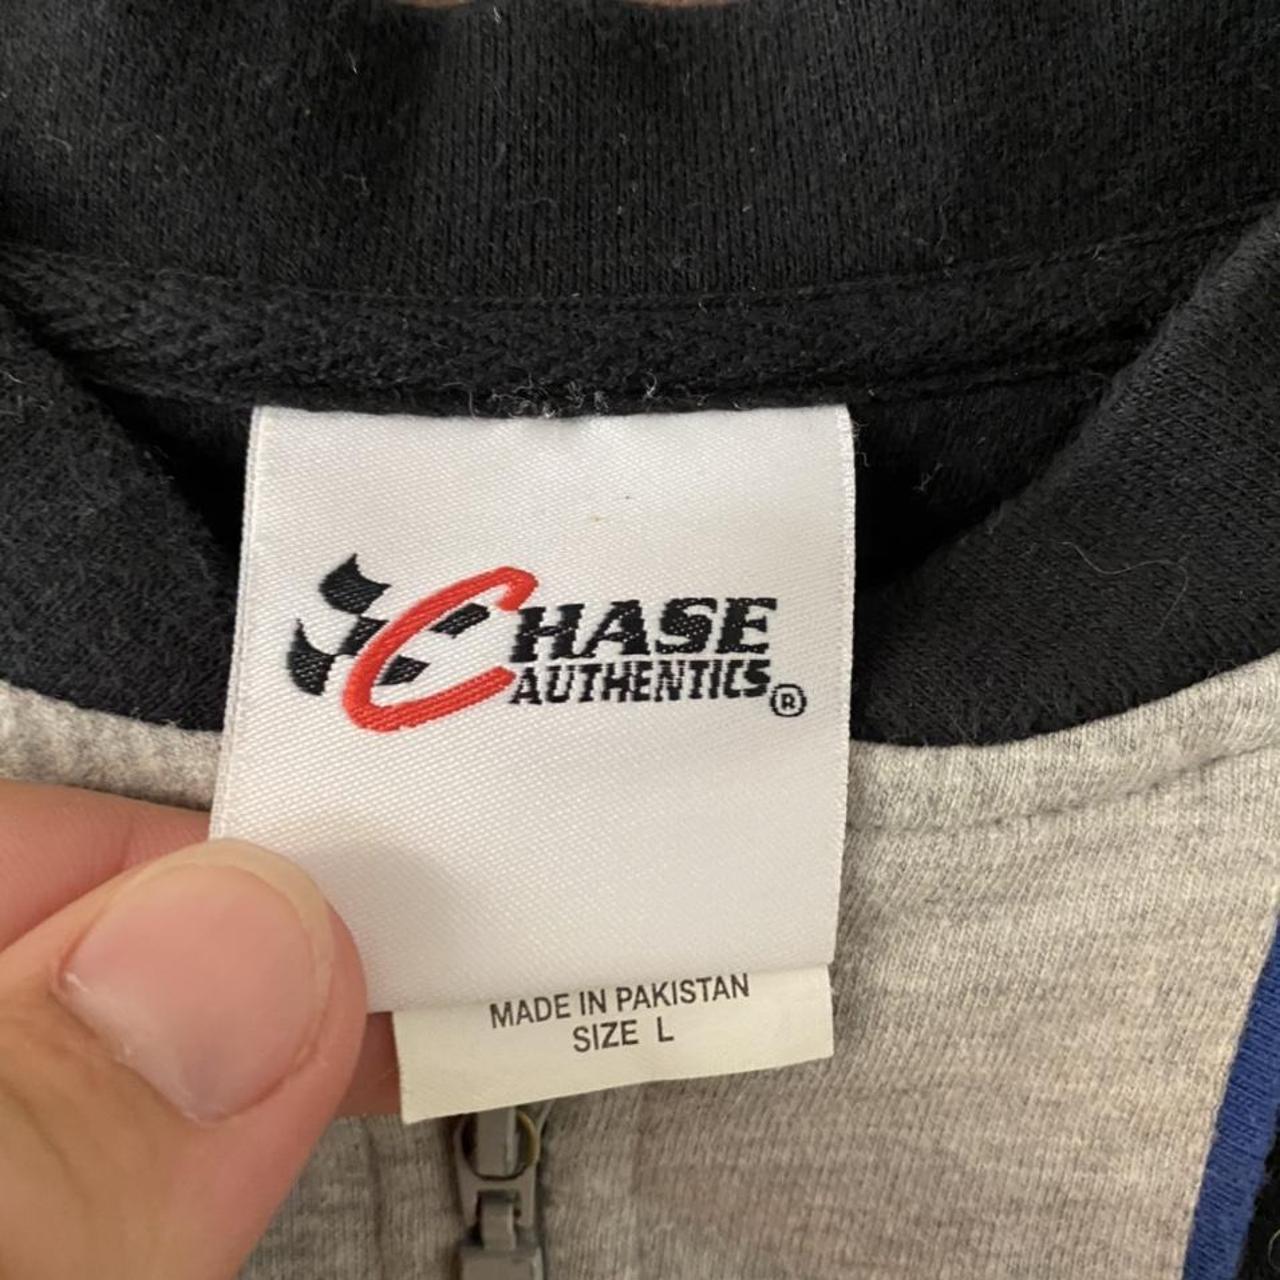 CHASE
AUTHENTICS®
MADE IN PAKISTAN
SIZE L